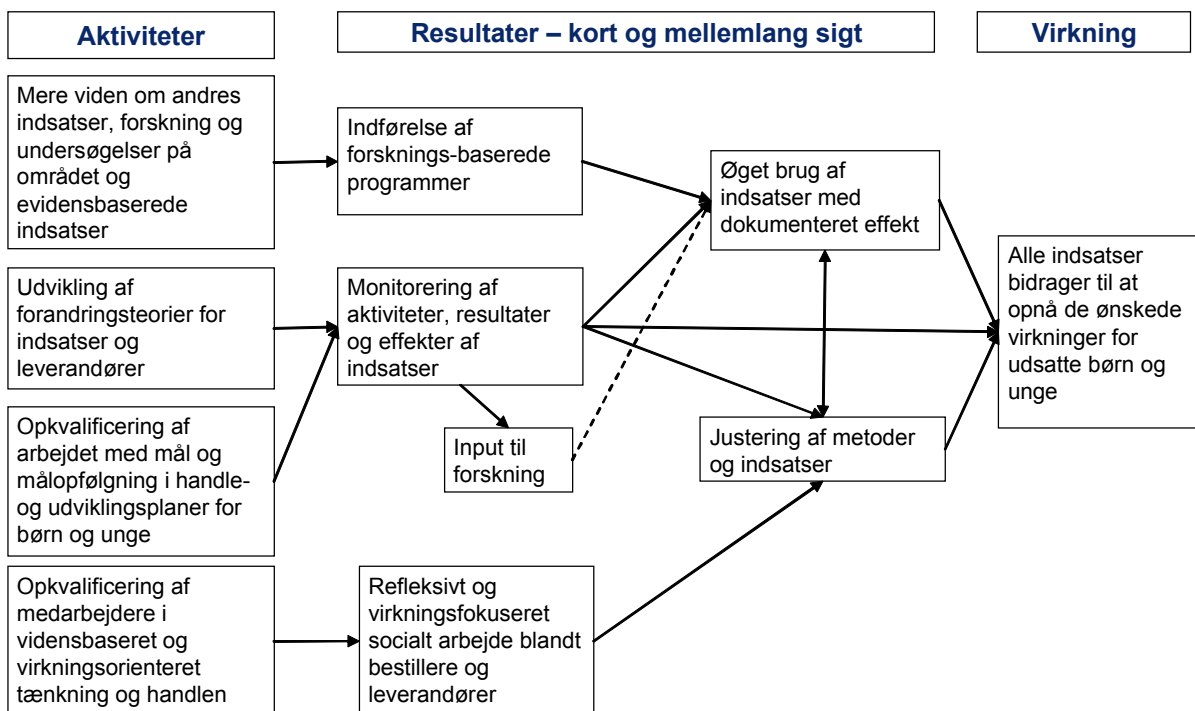 Aktiviteter
Resultater – kort og mellemlang sigt
Virkning
Mere viden om andres
indsatser, forskning og
undersøgelser på
området og
evidensbaserede
indsatser
Indførelse af
forsknings-baserede
programmer
Øget brug af
indsatser med
dokumenteret effekt
Alle indsatser
bidrager til at
opnå de ønskede
virkninger for
udsatte børn og
unge
Udvikling af
forandringsteorier for
indsatser og
leverandører
Monitorering af
aktiviteter, resultater
og effekter af
indsatser
Input til
forskning
Justering af metoder
og indsatser
Opkvalificering af
arbejdet med mål og
målopfølgning i handle-
og udviklingsplaner for
børn og unge
Opkvalificering af
medarbejdere i
vidensbaseret og
virkningsorienteret
tænkning og handlen
Refleksivt og
virkningsfokuseret
socialt arbejde blandt
bestillere og
leverandører